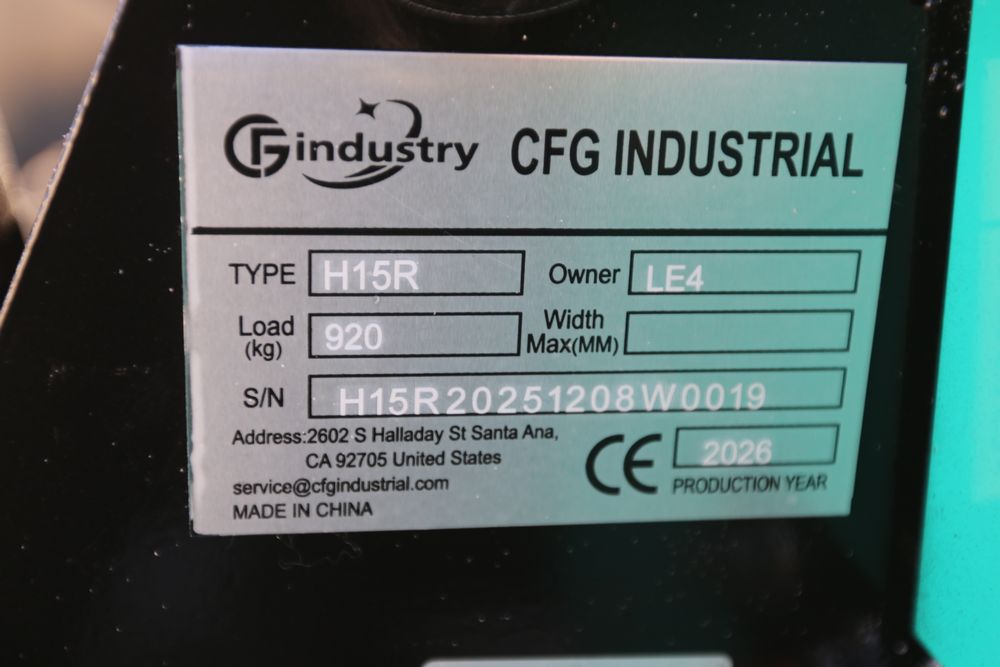 CFindustry CFG INDUSTRIAL
TYPE H15R Owner LE4
Load (kg) 920 Width Max(MM)
S/N H15R20251208W0019
Address:2602 S Halladay St Santa Ana,
CA 92705 United States
service@cfgindustrial.com
MADE IN CHINA
CE 2026
PRODUCTION YEAR